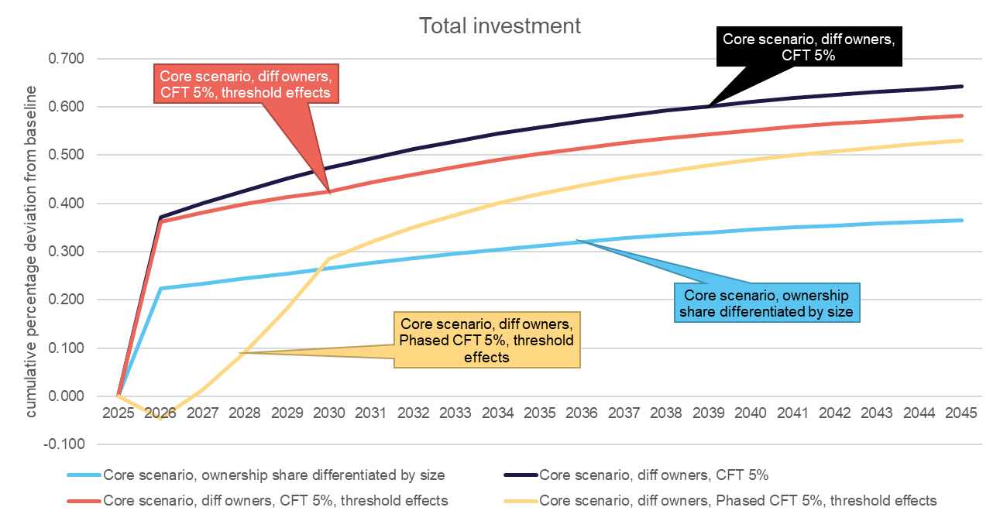 Total investment
Core scenario, diff owners,
CFT 5%
0.700
Core scenario, diff owners,
CFT 5%, threshold effects
0.600
0.500
0.400
0.300
0.200
0.100
0.000
-0.100
cumulative percentage deviation from baseline
Core scenario, ownership
share differentiated by size
Core scenario, diff owners,
Phased CFT 5%, threshold
effects
2025 2026 2027 2028 2029 2030 2031 2032 2033 2034 2035 2036 2037 2038 2039 2040 2041 2042 2043 2044 2045
Core scenario, ownership share differentiated by size
Core scenario, diff owners, CFT 5%
Core scenario, diff owners, CFT 5%, threshold effects
Core scenario, diff owners, Phased CFT 5%, threshold effects